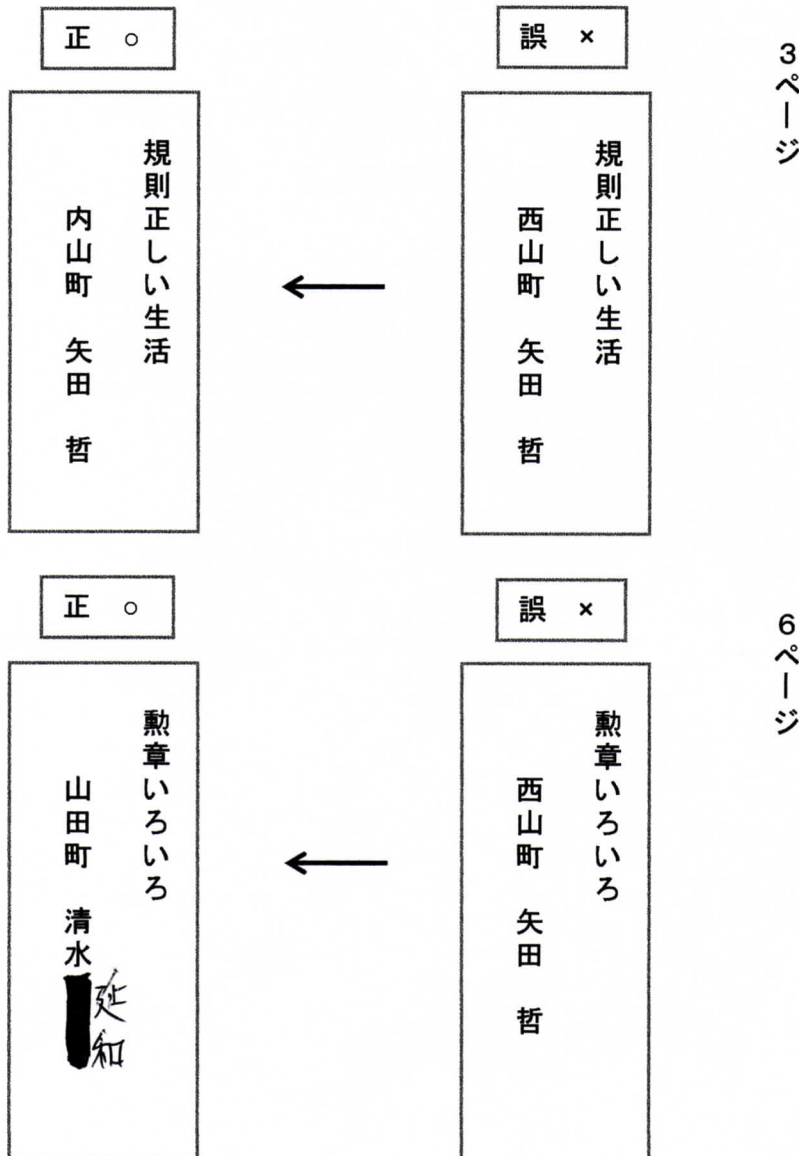 3ページ
誤 ×
規則正しい生活
西山町 矢田 哲
正 ○
規則正しい生活
内山町 矢田 哲
6ページ
誤 ×
勲章いろいろ
西山町 矢田 哲
正 ○
勲章いろいろ
山田町 清水 延和